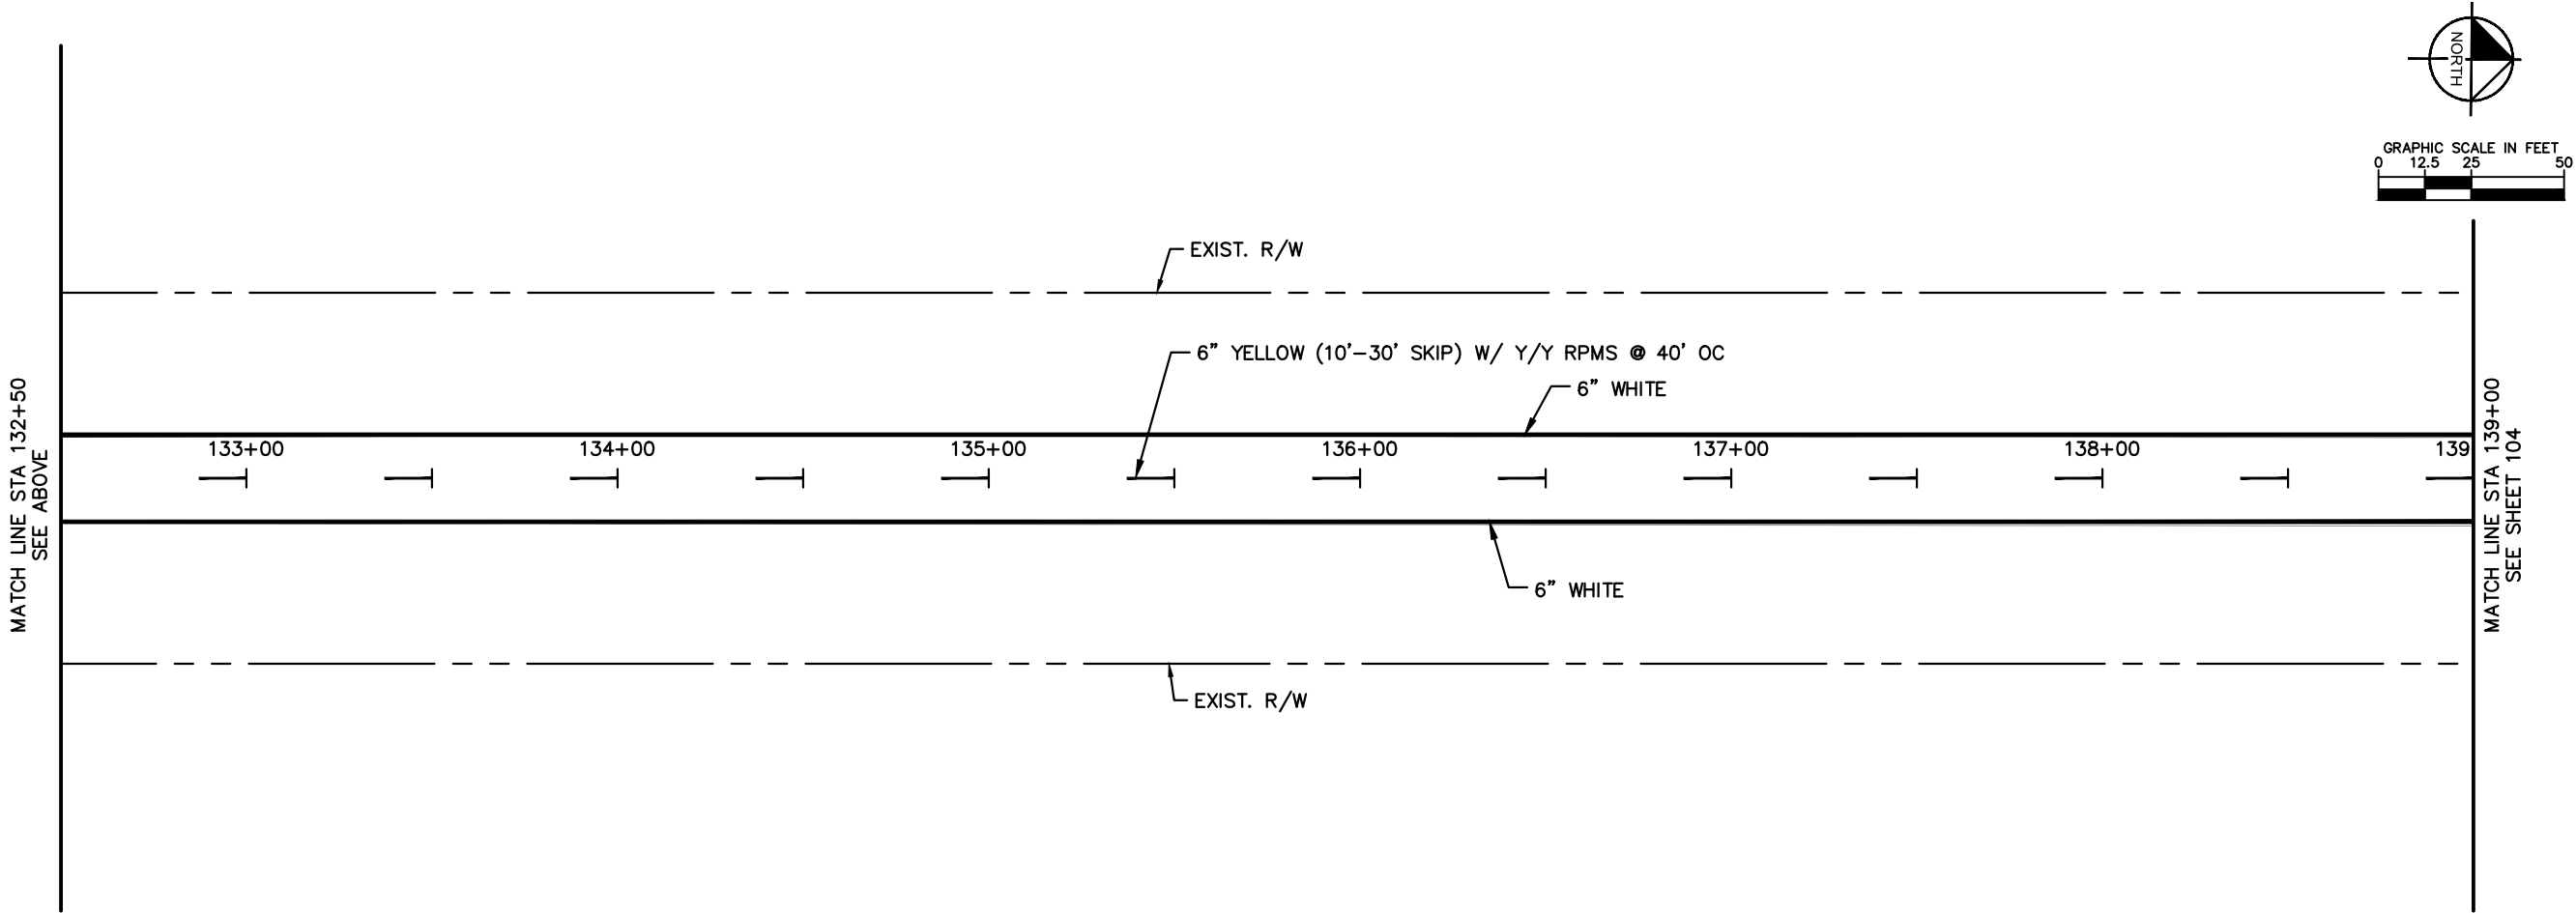 NORTH
GRAPHIC SCALE IN FEET
0 12.5 25 50
EXIST. R/W
6" YELLOW (10'-30' SKIP) W/ Y/Y RPMS @ 40' OC
6" WHITE
MATCH LINE STA 132+50
SEE ABOVE
133+00 134+00 135+00 136+00 137+00 138+00 139
MATCH LINE STA 139+00
SEE SHEET 104
6" WHITE
EXIST. R/W